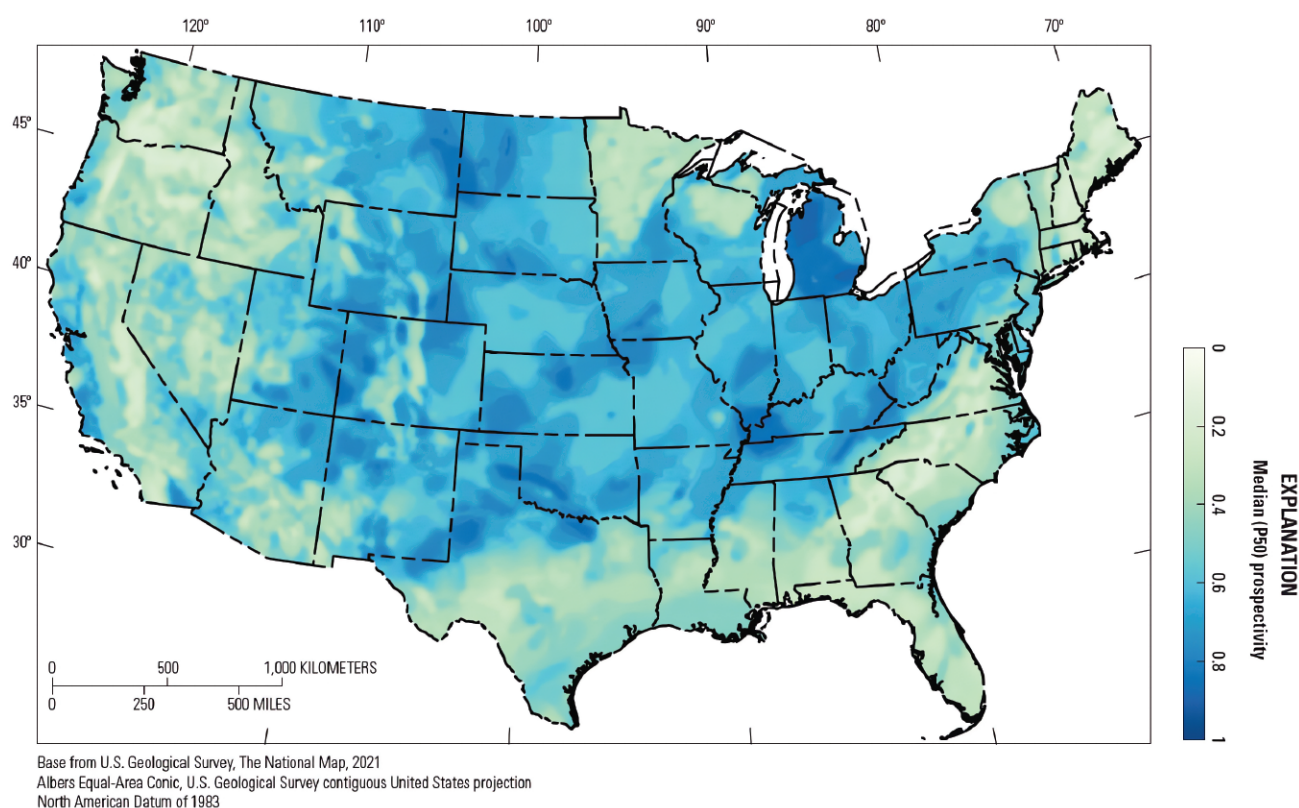 120° 110° 100° 90° 80° 70°
45°
40°
35°
30°
0 500 1,000 KILOMETERS
0 250 500 MILES
EXPLANATION
Median (P50) prospectivity
0
0.2
0.4
0.6
0.8
1
Base from U.S. Geological Survey, The National Map, 2021
Albers Equal-Area Conic, U.S. Geological Survey contiguous United States projection
North American Datum of 1983